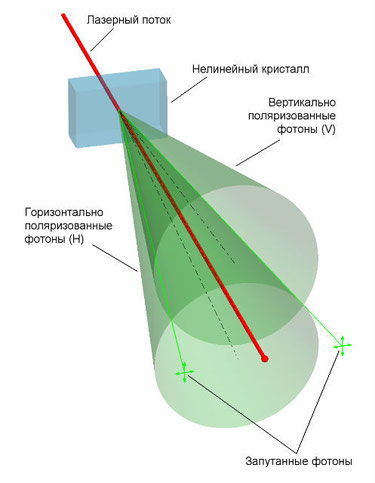 Лазерный поток
Нелинейный кристалл
Вертикально
поляризованные
фотоны (V)
Горизонтально
поляризованные
фотоны (H)
Запутанные фотоны